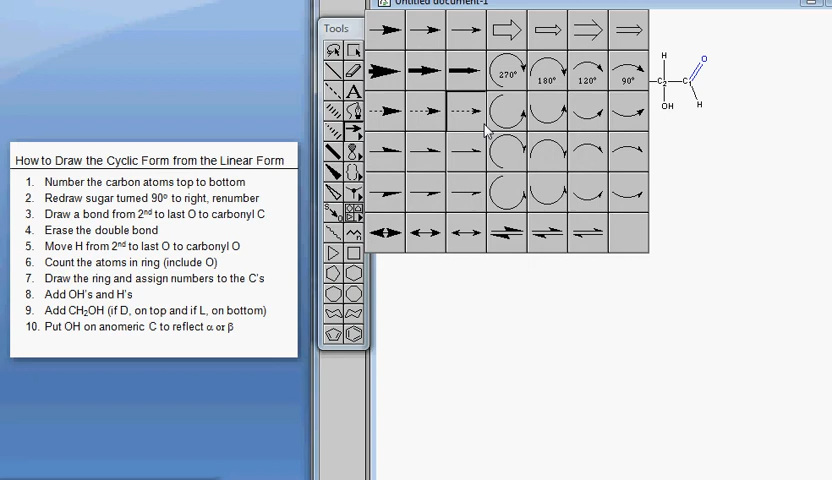 Untitled document-1
Tools
A
S
O
270° 180° 120° 90°
H
O
C2 C1
OH H
How to Draw the Cyclic Form from the Linear Form
1. Number the carbon atoms top to bottom
2. Redraw sugar turned 90° to right, renumber
3. Draw a bond from 2nd to last O to carbonyl C
4. Erase the double bond
5. Move H from 2nd to last O to carbonyl O
6. Count the atoms in ring (include O)
7. Draw the ring and assign numbers to the C's
8. Add OH's and H's
9. Add CH2OH (if D, on top and if L, on bottom)
10. Put OH on anomeric C to reflect α or β